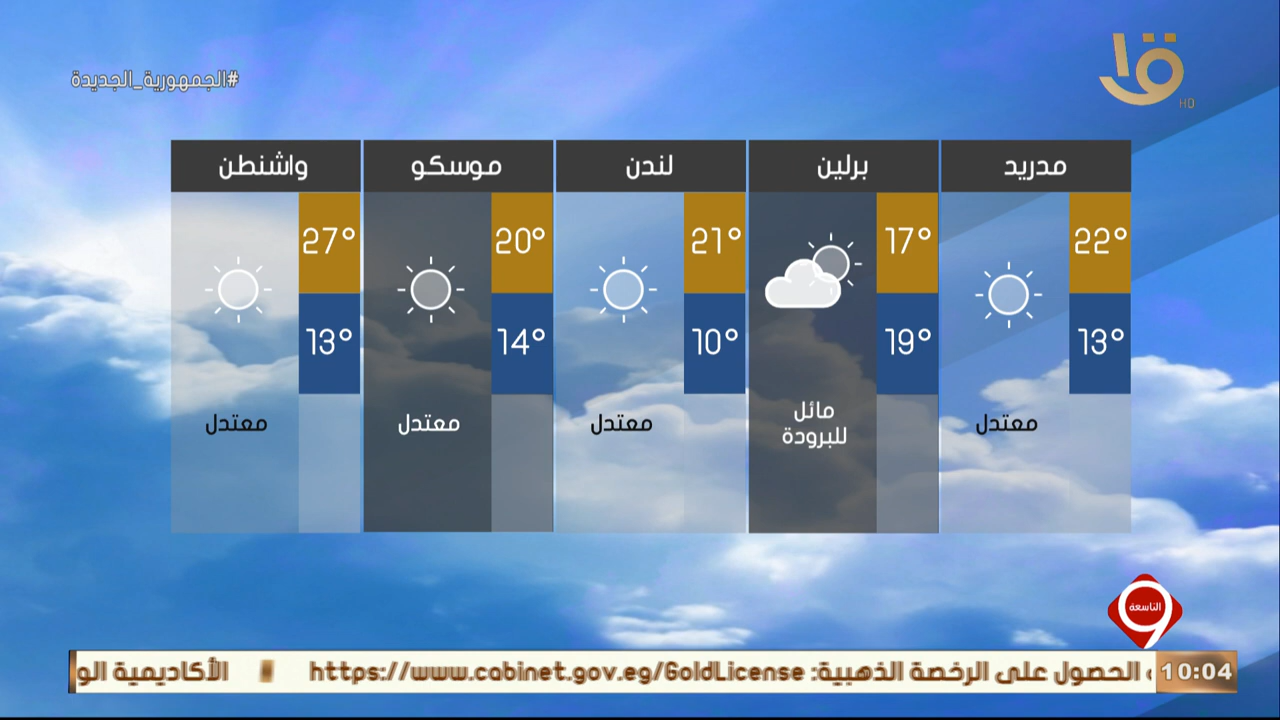 #الجمهورية_الجديدة
HD
مدريد
22°
13°
معتدل
برلين
17°
19°
مائل
للبرودة
لندن
21°
10°
معتدل
موسكو
20°
14°
معتدل
واشنطن
27°
13°
معتدل
التاسعة
9
10:04
الحصول على الرخصة الذهبية: https://www.cabinet.gov.eg/GoldLicense
الأكاديمية الو